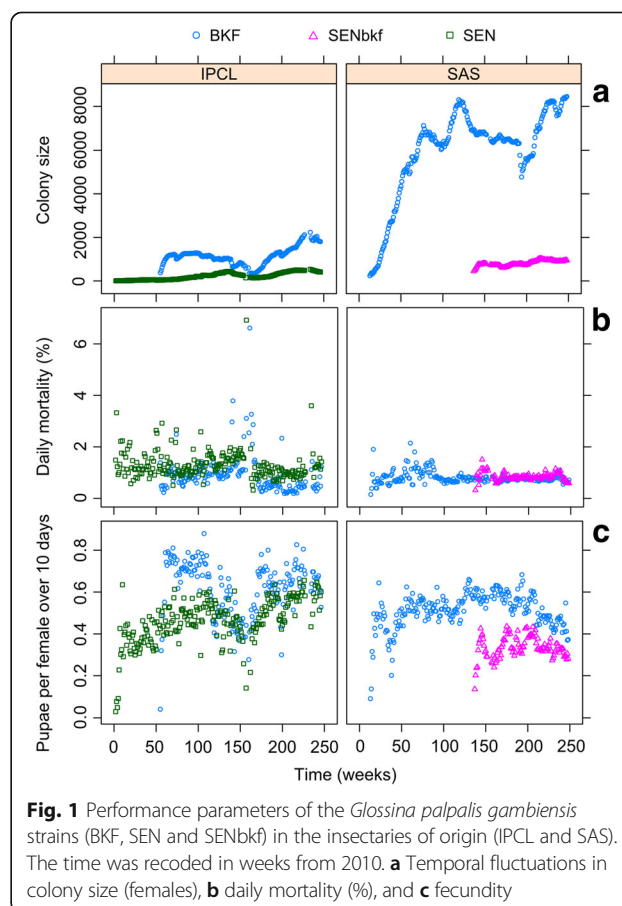 BKF SENbkf SEN
IPCL SAS
a
Colony size
0 2000 4000 6000 8000
b
Daily mortality (%)
0 2 4 6
c
Pupae per female over 10 days
0.0 0.2 0.4 0.6 0.8
0 50 100 150 200 250 0 50 100 150 200 250
Time (weeks)
Fig. 1 Performance parameters of the Glossina palpalis gambiensis
strains (BKF, SEN and SENbkf) in the insectaries of origin (IPCL and SAS).
The time was recoded in weeks from 2010. a Temporal fluctuations in
colony size (females), b daily mortality (%), and c fecundity